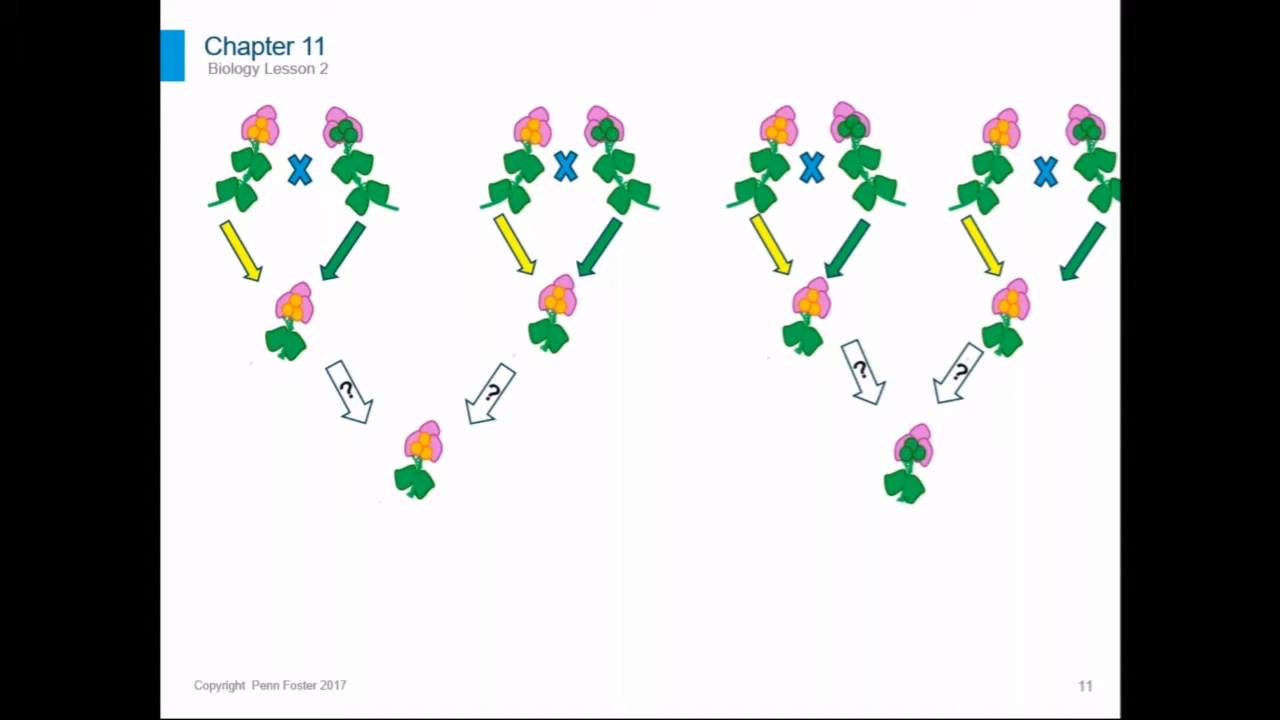 Chapter 11
Biology Lesson 2
X
X
X
X
?
?
?
?
Copyright Penn Foster 2017
11